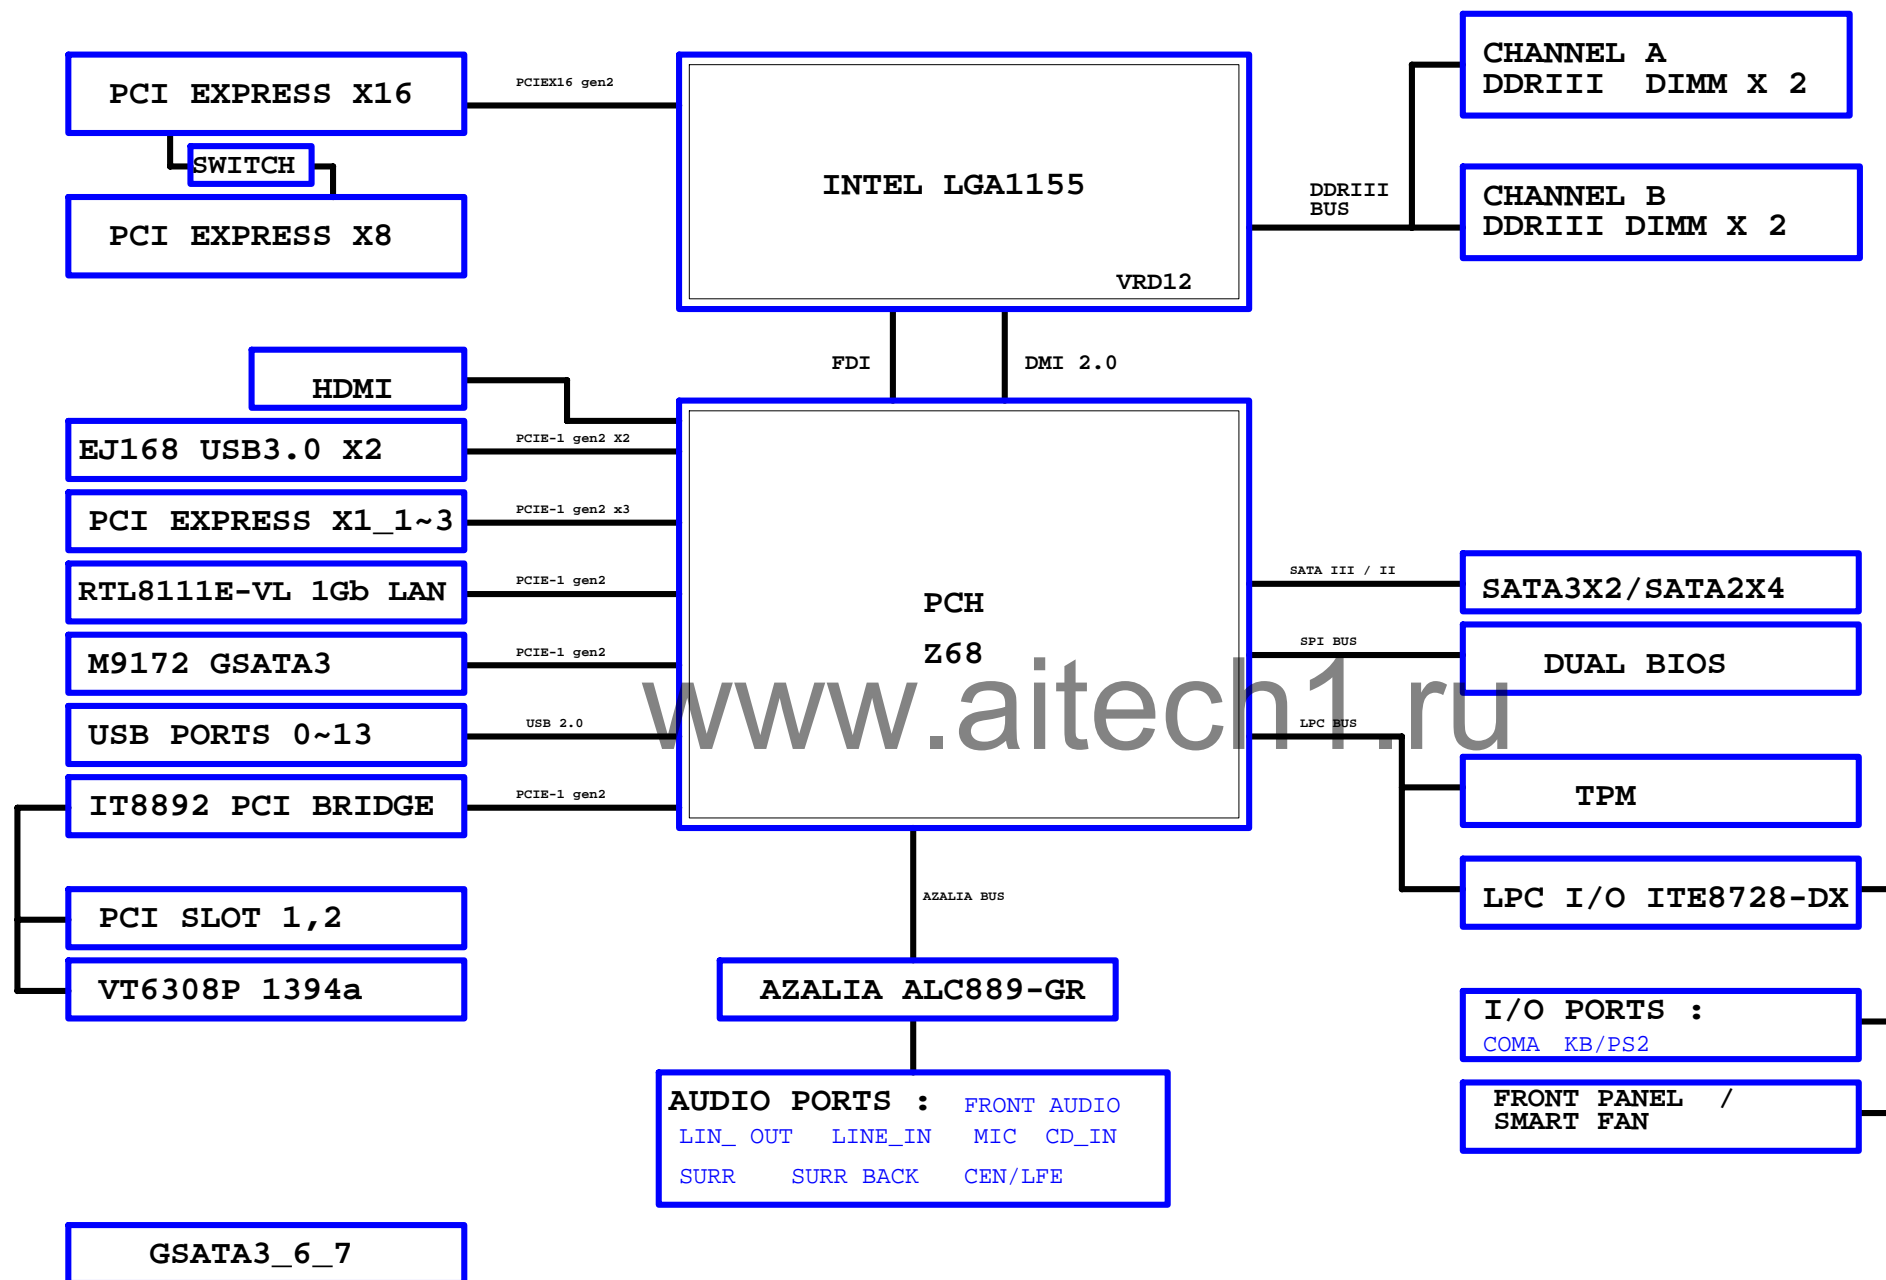 PCI EXPRESS X16
PCIEX16 gen2
SWITCH
PCI EXPRESS X8
INTEL LGA1155
VRD12
DDRIII
BUS
CHANNEL A
DDRIII DIMM X 2
CHANNEL B
DDRIII DIMM X 2
FDI
DMI 2.0
HDMI
EJ168 USB3.0 X2
PCIE-1 gen2 X2
PCI EXPRESS X1_1~3
PCIE-1 gen2 x3
RTL8111E-VL 1Gb LAN
PCIE-1 gen2
M9172 GSATA3
PCIE-1 gen2
USB PORTS 0~13
USB 2.0
IT8892 PCI BRIDGE
PCIE-1 gen2
PCI SLOT 1,2
VT6308P 1394a
PCH
Z68
www.aitech1.ru
SATA III / II
SATA3X2/SATA2X4
SPI BUS
DUAL BIOS
LPC BUS
TPM
LPC I/O ITE8728-DX
I/O PORTS :
COMA KB/PS2
FRONT PANEL /
SMART FAN
AZALIA BUS
AZALIA ALC889-GR
AUDIO PORTS : FRONT AUDIO
LIN_ OUT LINE_IN MIC CD_IN
SURR SURR BACK CEN/LFE
GSATA3_6_7